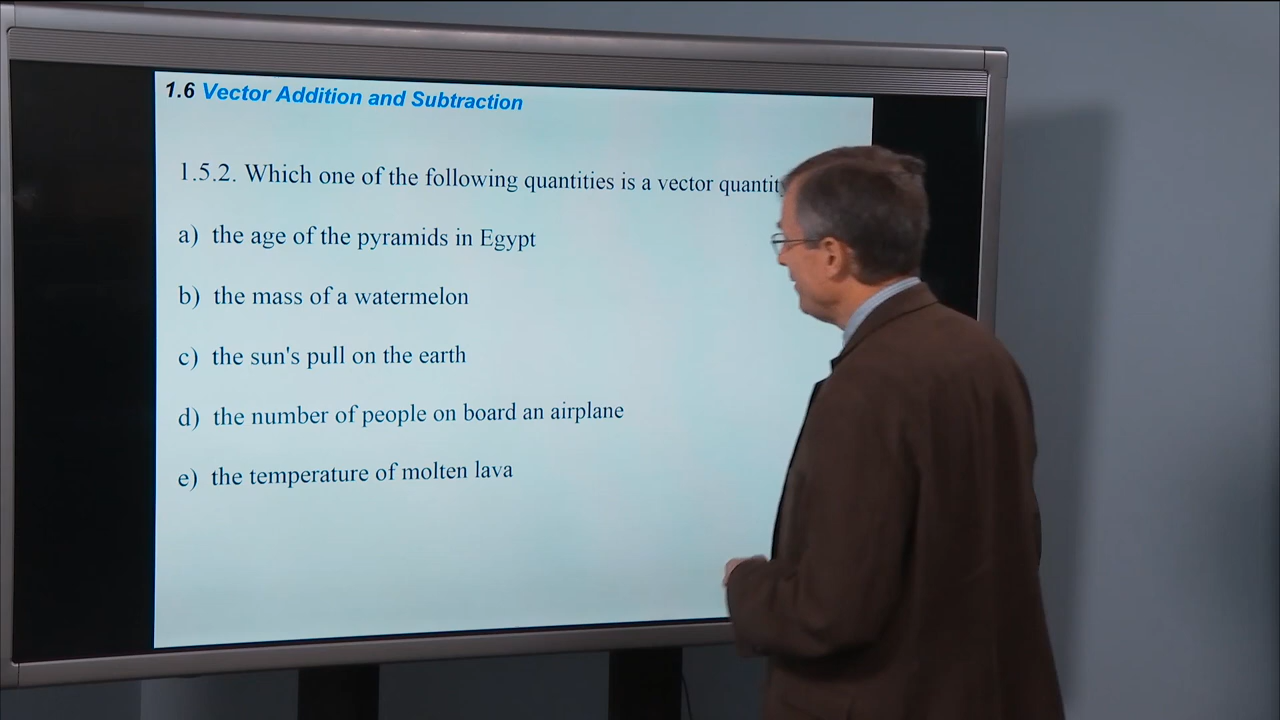 1.6 Vector Addition and Subtraction
1.5.2. Which one of the following quantities is a vector
a) the age of the pyramids in Egypt
b) the mass of a watermelon
c) the sun's pull on the earth
d) the number of people on board an airplane
e) the temperature of molten lava